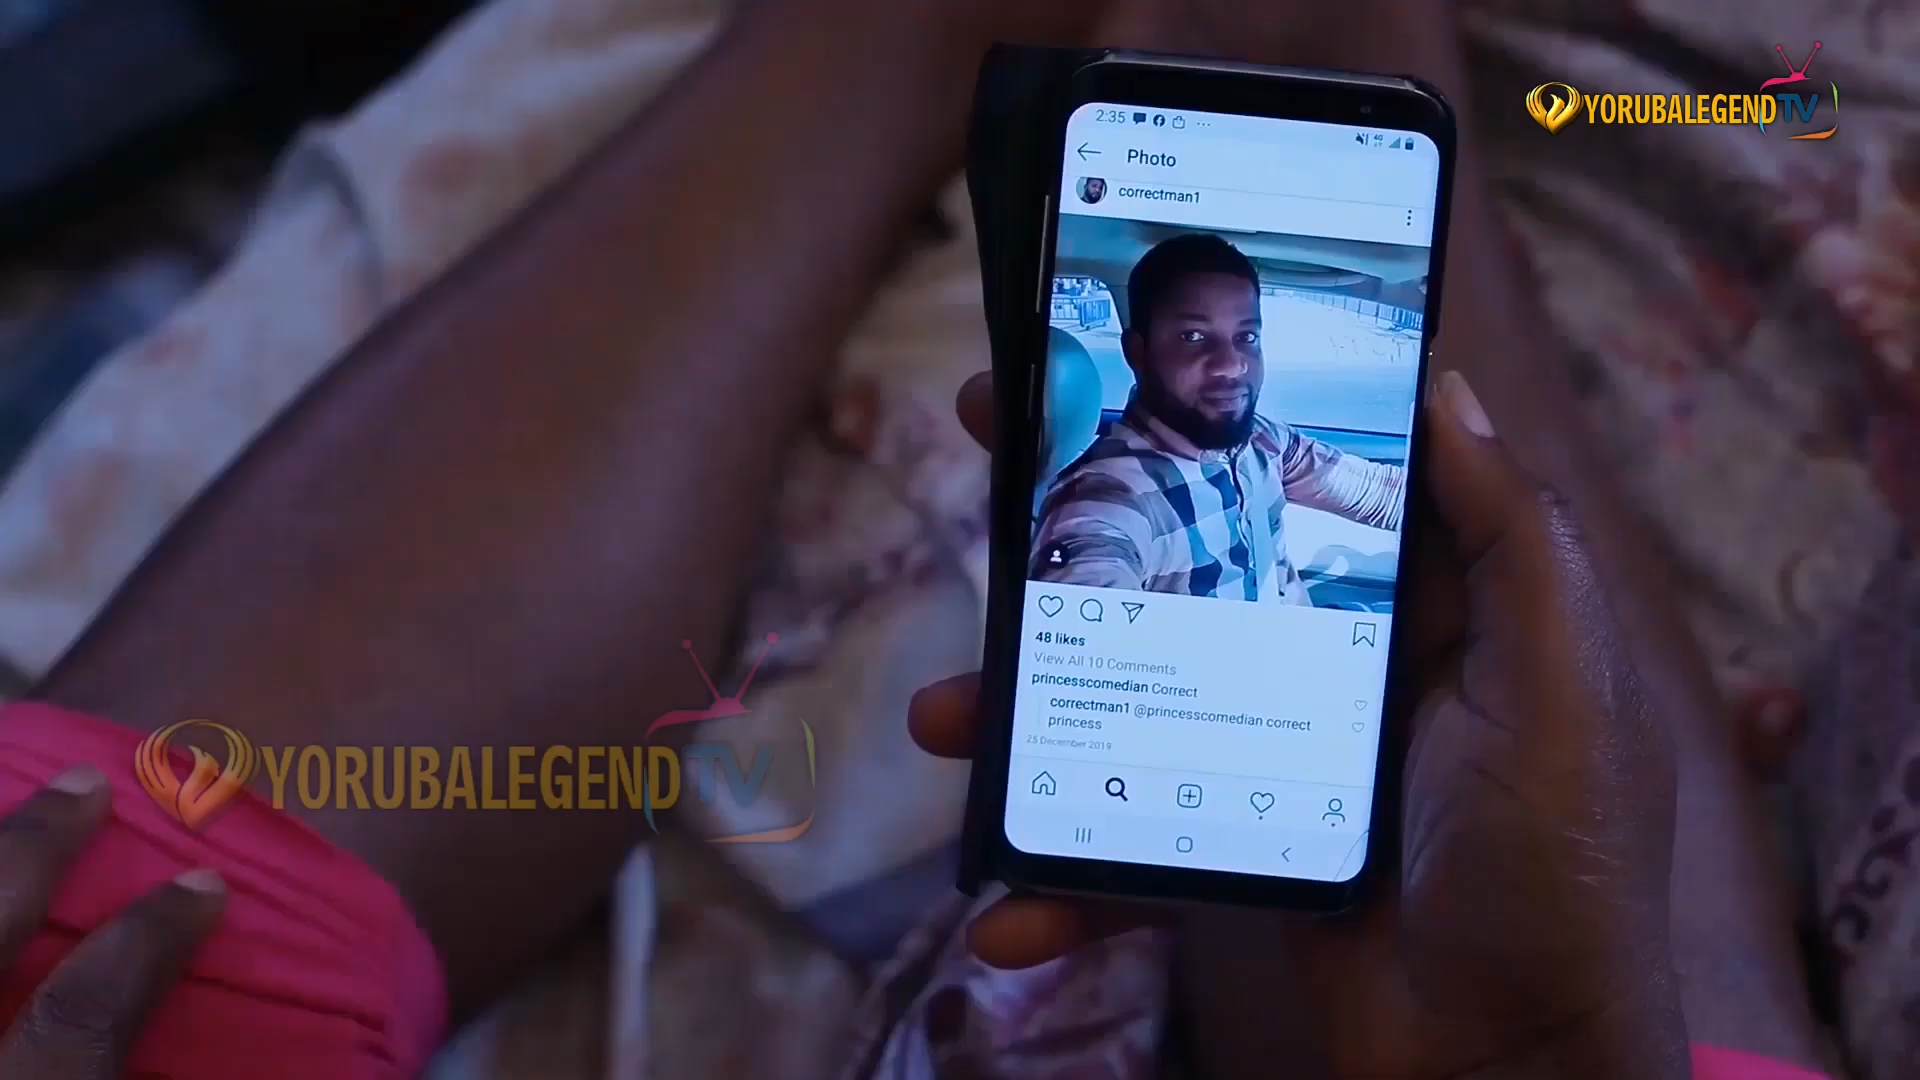 2:35
Photo
correctman1
YORUBALEGENDTV
48 likes
View All 10 Comments
princesscomedian Correct
correctman1 @princesscomedian correct
princess
25 December 2019
YORUBALEGENDTV